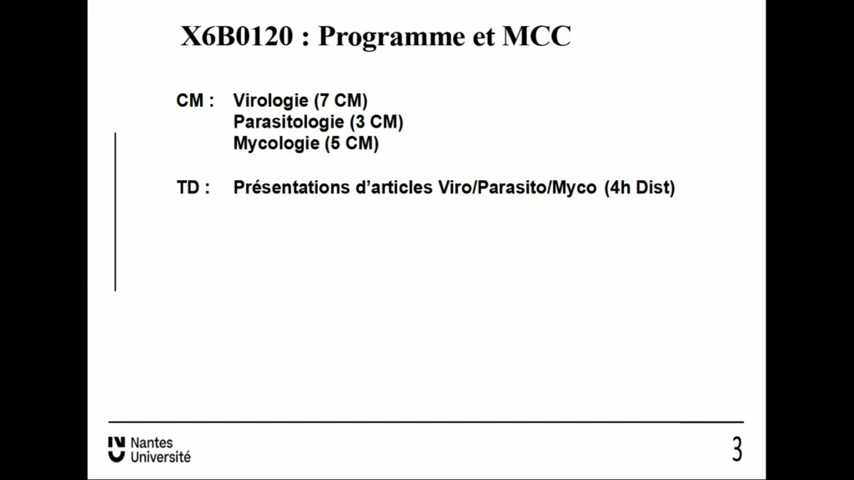 X6B0120 : Programme et MCC
CM : Virologie (7 CM)
Parasitologie (3 CM)
Mycologie (5 CM)
TD : Présentations d'articles Viro/Parasito/Myco (4h Dist)
Nantes
Université
3